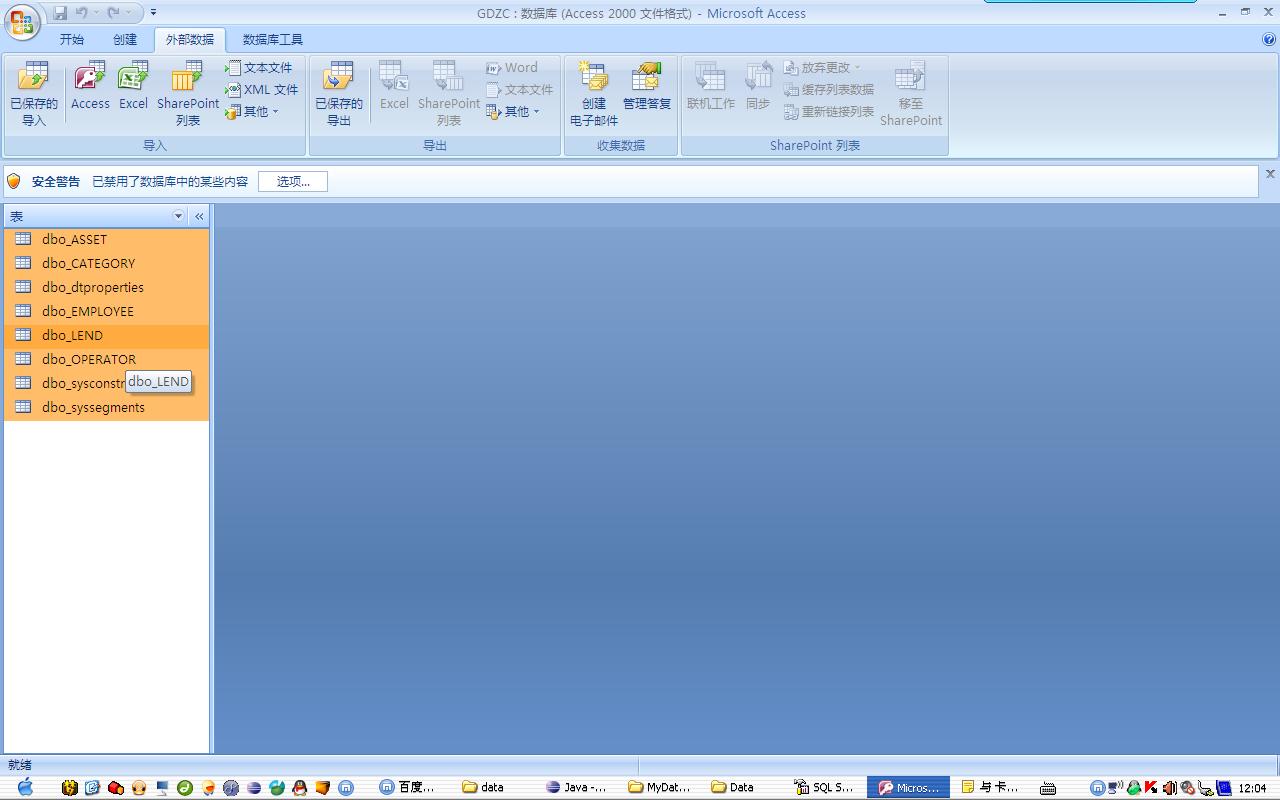 GDZC : 数据库 (Access 2000 文件格式) - Microsoft Access
开始 创建 外部数据 数据库工具
已保存的导入 Access Excel SharePoint 列表 文本文件 XML 文件 其他
导入
已保存的导出 Excel SharePoint 列表 Word 文本文件 其他
导出
创建电子邮件 管理答复
收集数据
联机工作 同步 放弃更改 缓存列表数据 重新链接列表 移至 SharePoint
SharePoint 列表
安全警告 已禁用了数据库中的某些内容 选项...
表
dbo_ASSET
dbo_CATEGORY
dbo_dtproperties
dbo_EMPLOYEE
dbo_LEND
dbo_OPERATOR
dbo_sysconstr
dbo_LEND
dbo_syssegments
就绪
百度... data Java -... MyDat... Data SQL S... Micros... 与 卡... 12:04